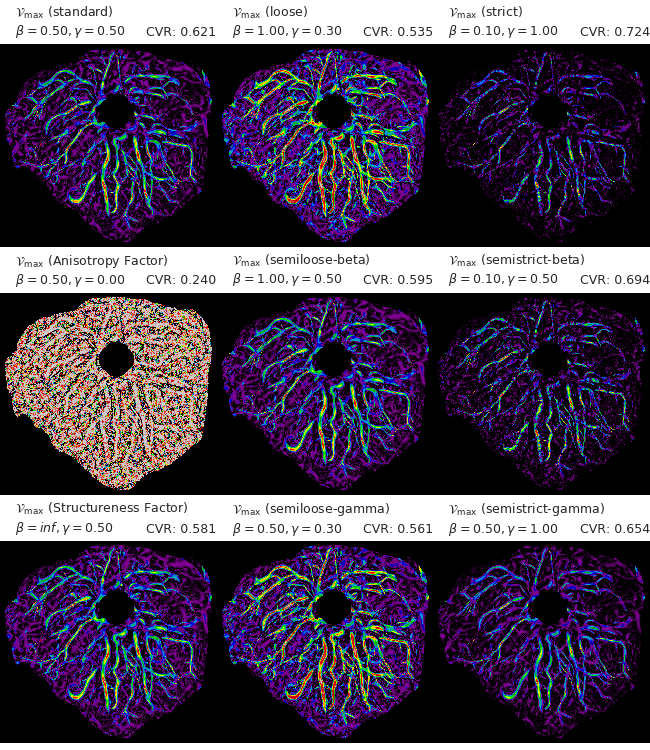 𝒱max (standard)
β = 0.50, γ = 0.50 CVR: 0.621
𝒱max (loose)
β = 1.00, γ = 0.30 CVR: 0.535
𝒱max (strict)
β = 0.10, γ = 1.00 CVR: 0.724
𝒱max (Anisotropy Factor)
β = 0.50, γ = 0.00 CVR: 0.240
𝒱max (semiloose-beta)
β = 1.00, γ = 0.50 CVR: 0.595
𝒱max (semistrict-beta)
β = 0.10, γ = 0.50 CVR: 0.694
𝒱max (Structureness Factor)
β = inf, γ = 0.50 CVR: 0.581
𝒱max (semiloose-gamma)
β = 0.50, γ = 0.30 CVR: 0.561
𝒱max (semistrict-gamma)
β = 0.50, γ = 1.00 CVR: 0.654